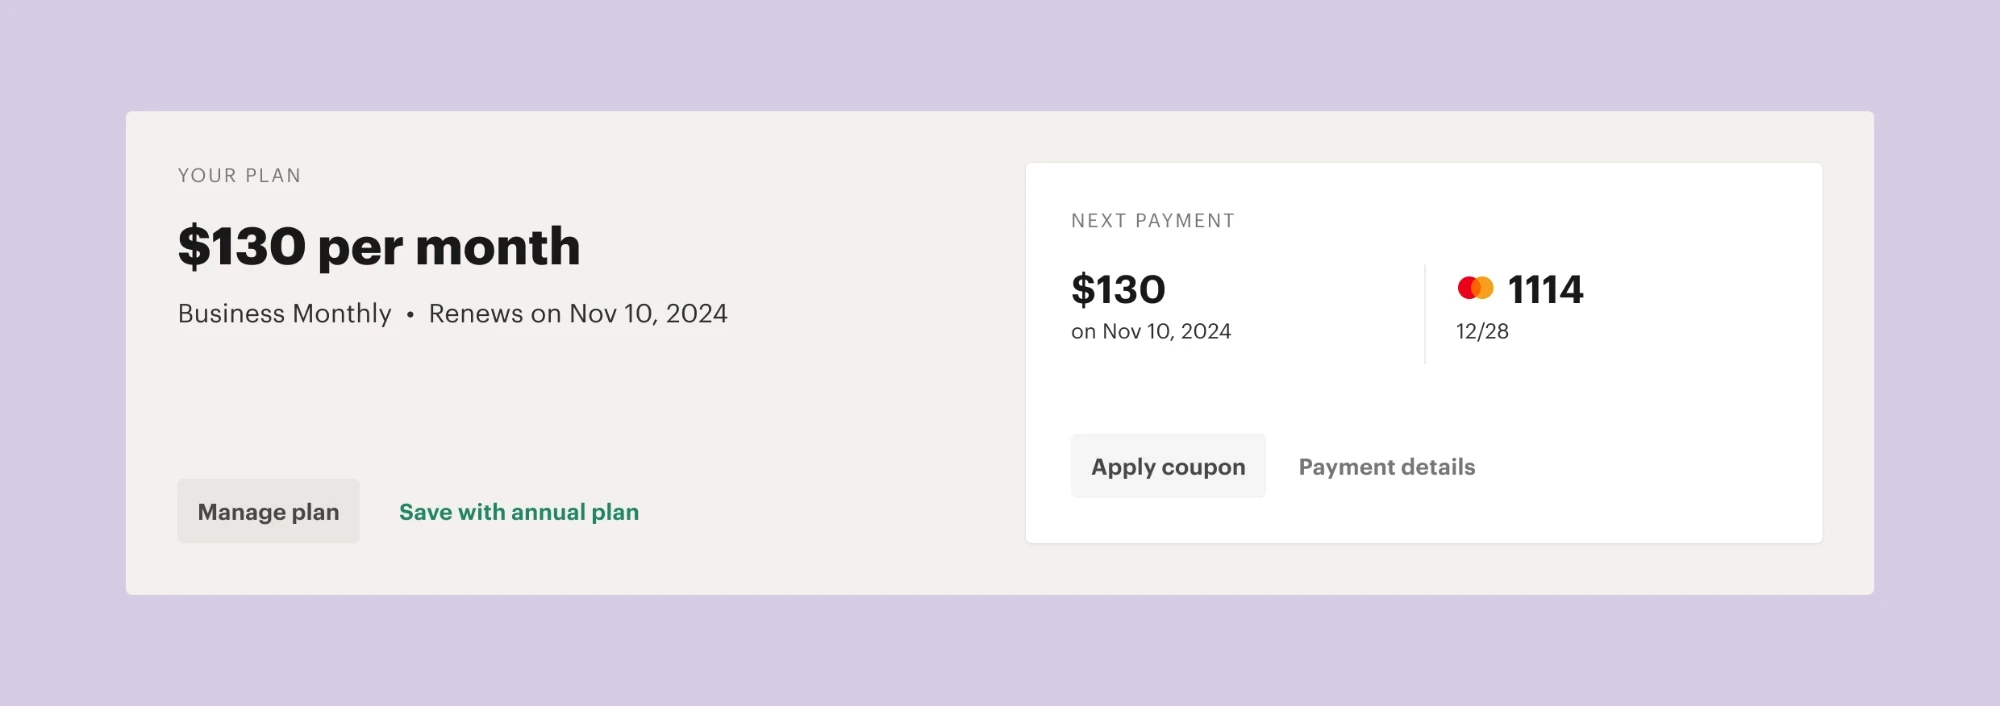 YOUR PLAN
$130 per month
Business Monthly • Renews on Nov 10, 2024
Manage plan
Save with annual plan
NEXT PAYMENT
$130
on Nov 10, 2024
1114
12/28
Apply coupon
Payment details